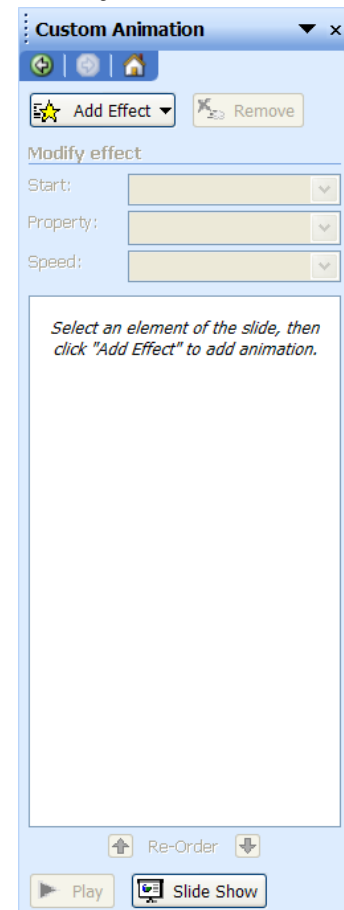 Custom Animation
Add Effect Remove
Modify effect
Start:
Property:
Speed:
Select an element of the slide, then
click "Add Effect" to add animation.
Re-Order
Play Slide Show